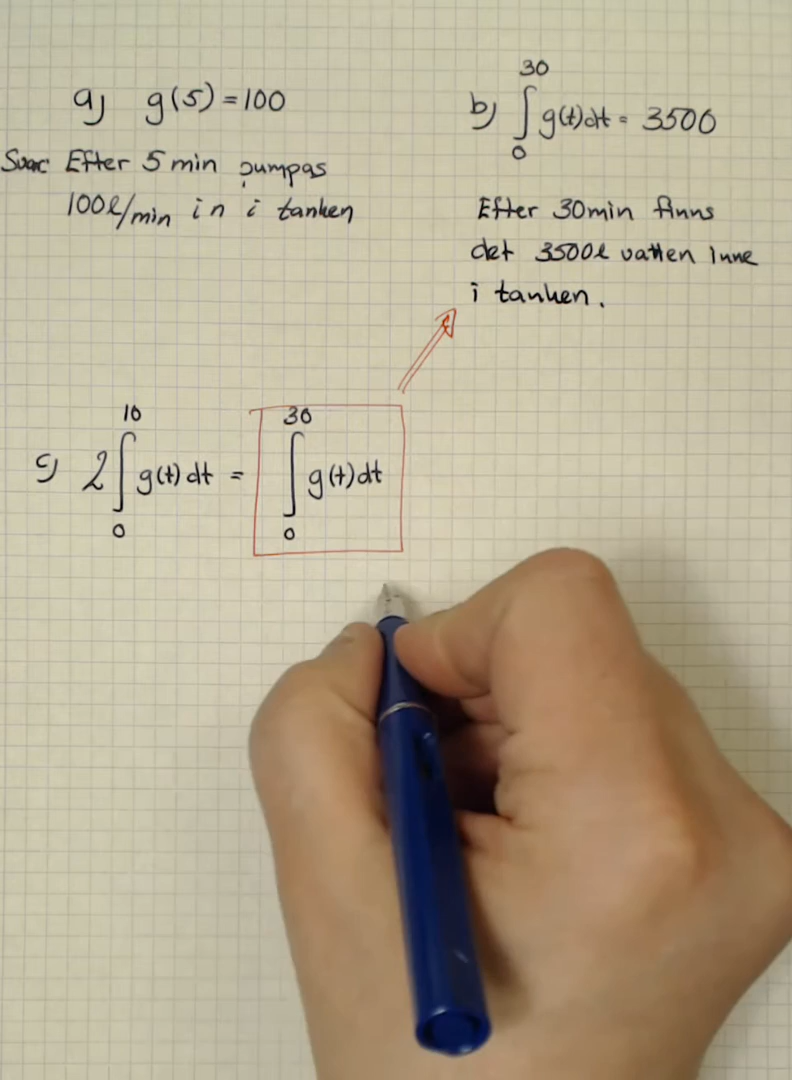 a) g(5) = 100
Svar: Efter 5 min pumpas
100ℓ/min in i tanken
b) ∫₀³⁰ g(t)dt = 3500
Efter 30min finns
det 3500ℓ vatten inne
i tanken.
c) 2∫₀¹⁰ g(t) dt = ∫₀³⁰ g(t)dt